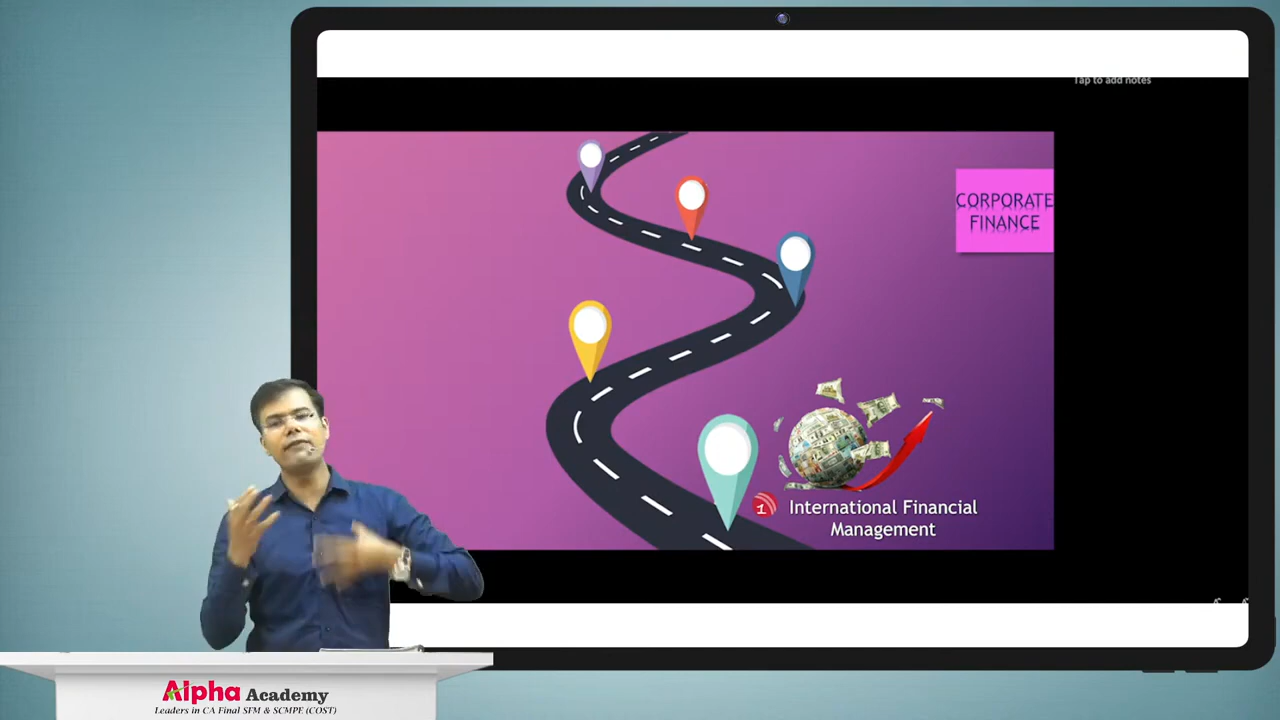 Tap to add notes
CORPORATE
FINANCE
1
International Financial
Management
Alpha Academy
Leaders in CA Final SFM & SCMPE (COST)